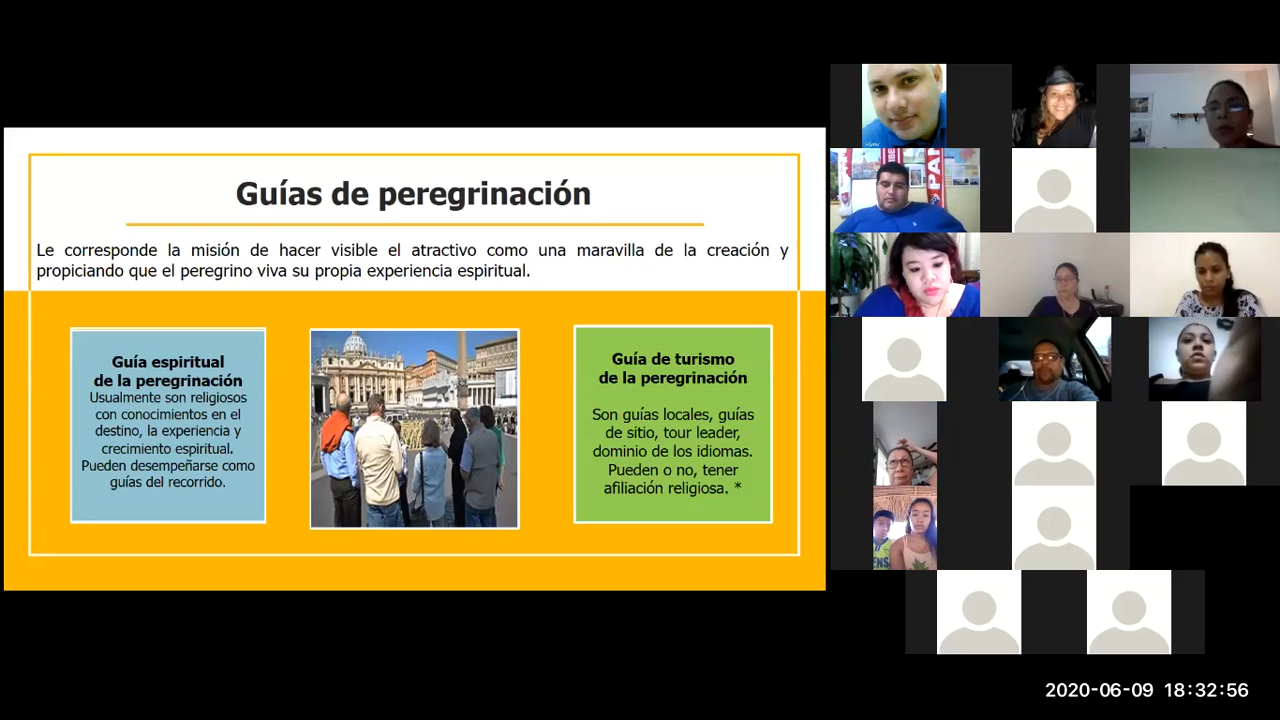 Guías de peregrinación
Le corresponde la misión de hacer visible el atractivo como una maravilla de la creación y
propiciando que el peregrino viva su propia experiencia espiritual.
Guía espiritual
de la peregrinación
Usualmente son religiosos
con conocimientos en el
destino, la experiencia y
crecimiento espiritual.
Pueden desempeñarse como
guías del recorrido.
Guía de turismo
de la peregrinación
Son guías locales, guías
de sitio, tour leader,
dominio de los idiomas.
Pueden o no, tener
afiliación religiosa. *
2020-06-09 18:32:56